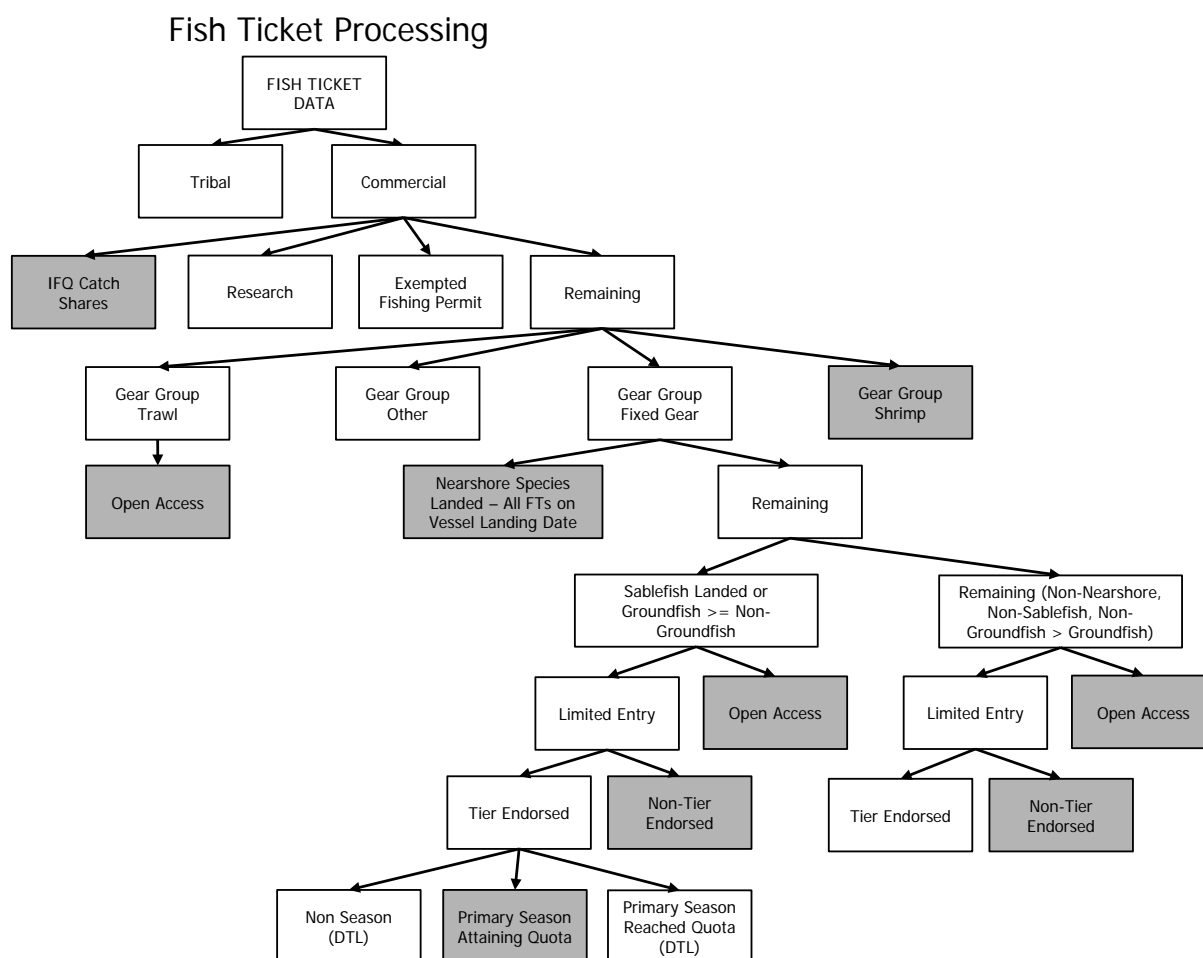 Fish Ticket Processing
FISH TICKET
DATA
Tribal
Commercial
IFQ Catch
Shares
Research
Exempted
Fishing Permit
Remaining
Gear Group
Trawl
Gear Group
Other
Gear Group
Fixed Gear
Gear Group
Shrimp
Open Access
Nearshore Species
Landed – All FTs on
Vessel Landing Date
Remaining
Sablefish Landed or
Groundfish >= Non-
Groundfish
Remaining (Non-Nearshore,
Non-Sablefish, Non-
Groundfish > Groundfish)
Limited Entry
Open Access
Limited Entry
Open Access
Tier Endorsed
Non-Tier
Endorsed
Tier Endorsed
Non-Tier
Endorsed
Non Season
(DTL)
Primary Season
Attaining Quota
Primary Season
Reached Quota
(DTL)